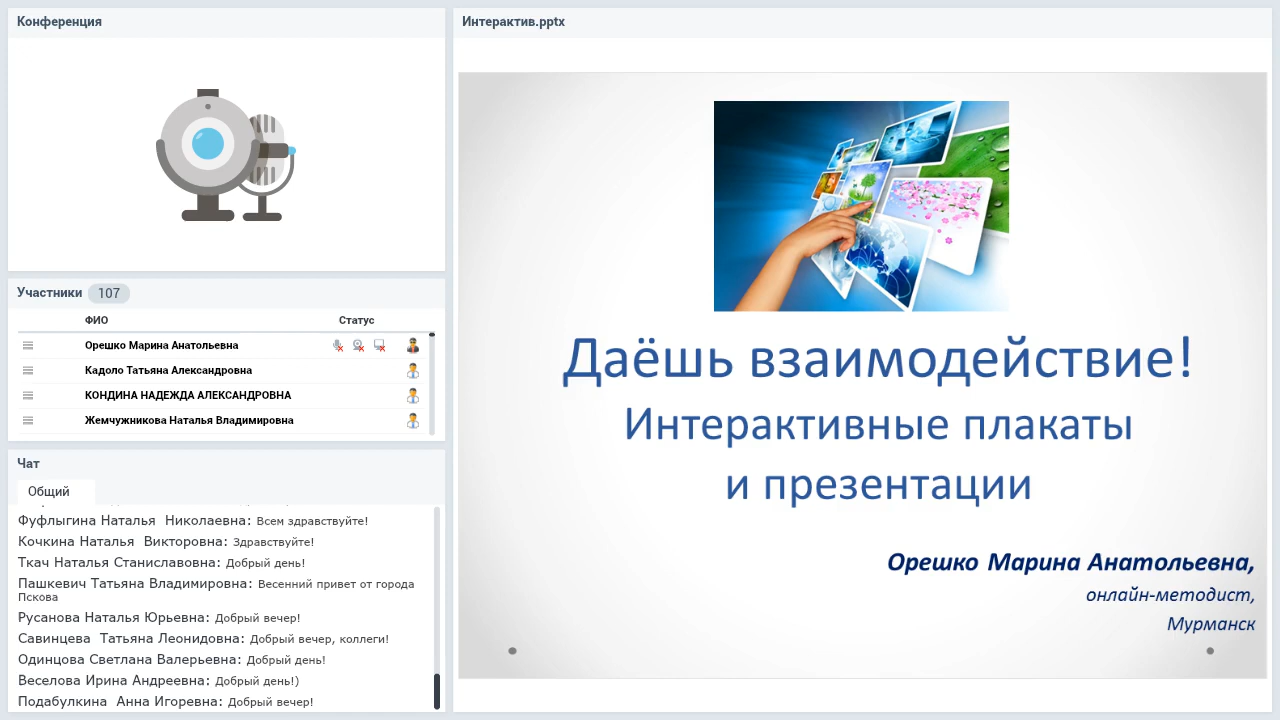 Конференция
Участники 107
ФИО Статус
Орешко Марина Анатольевна
Кадоло Татьяна Александровна
КОНДИНА НАДЕЖДА АЛЕКСАНДРОВНА
Жемчужникова Наталья Владимировна
Чат
Общий
Фуфлыгина Наталья Николаевна: Всем здравствуйте!
Кочкина Наталья Викторовна: Здравствуйте!
Ткач Наталья Станиславовна: Добрый день!
Пашкевич Татьяна Владимировна: Весенний привет от города
Пскова
Русанова Наталья Юрьевна: Добрый вечер!
Савинцева Татьяна Леонидовна: Добрый вечер, коллеги!
Одинцова Светлана Валерьевна: Добрый день!
Веселова Ирина Андреевна: Добрый день!)
Подабулкина Анна Игоревна: Добрый вечер!
Интерактив.pptx
Даёшь взаимодействие!
Интерактивные плакаты
и презентации
Орешко Марина Анатольевна,
онлайн-методист,
Мурманск